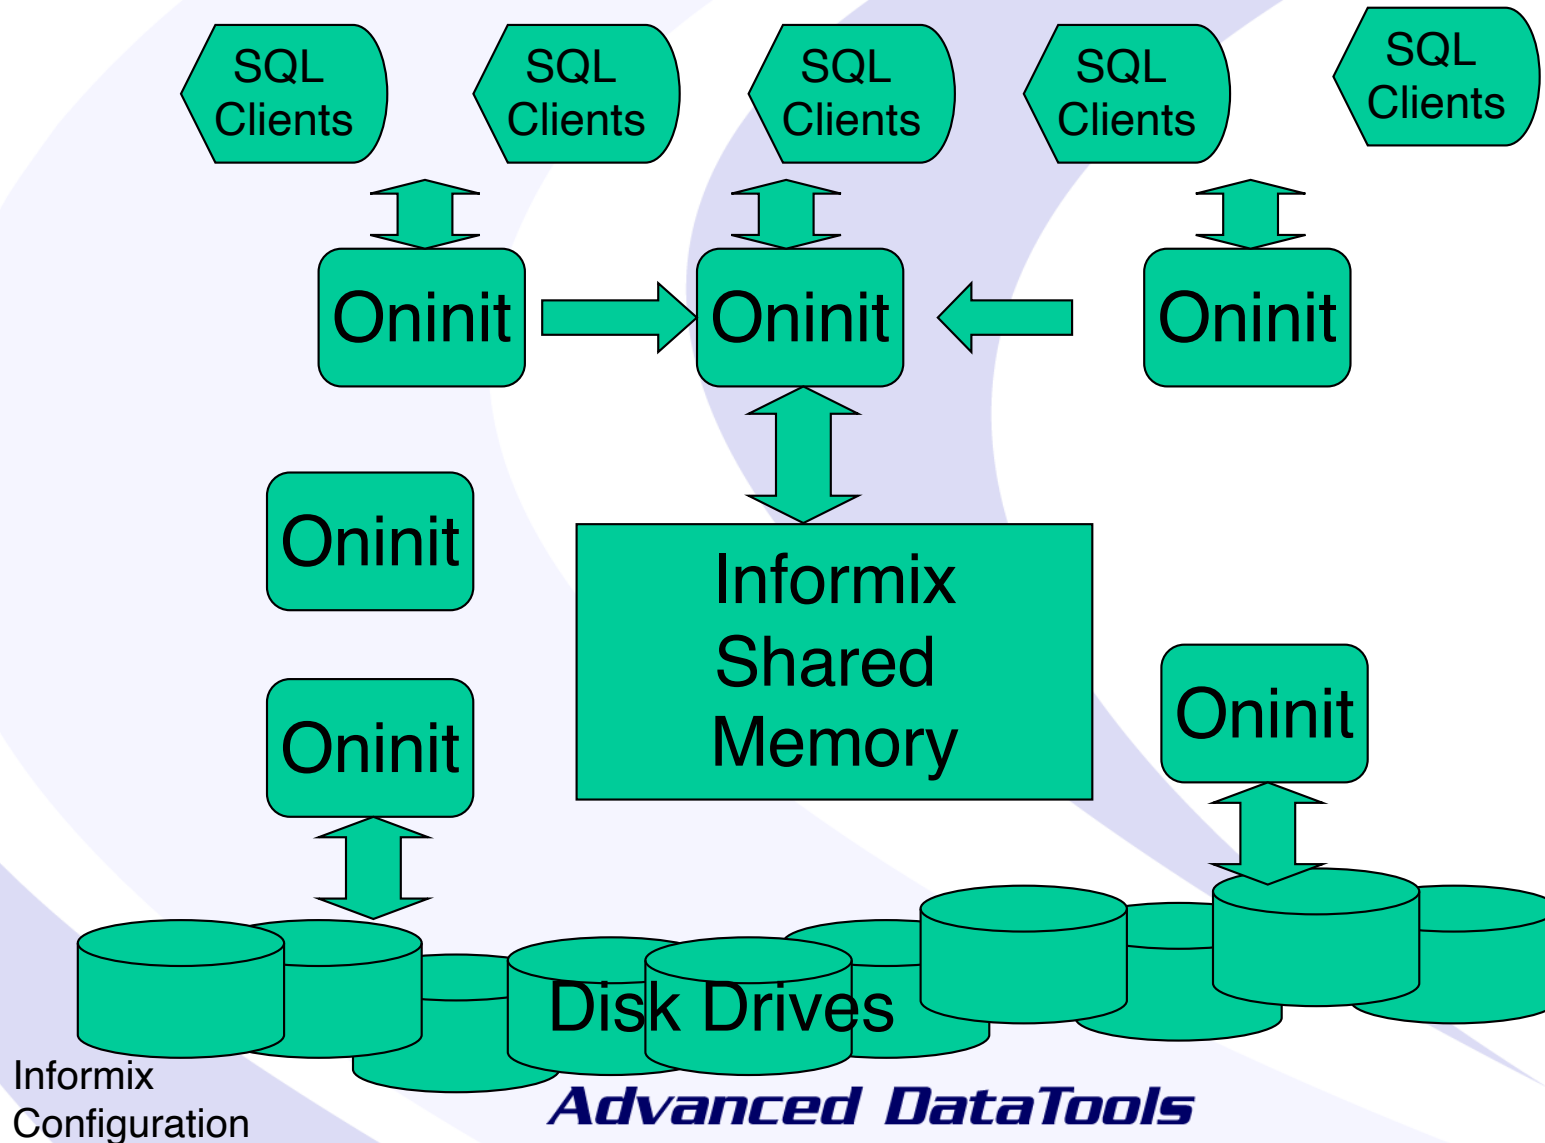 SQL
Clients
SQL
Clients
SQL
Clients
SQL
Clients
SQL
Clients
Oninit
Oninit
Oninit
Oninit
Informix
Shared
Memory
Oninit
Oninit
Disk Drives
Informix
Configuration
Advanced DataTools